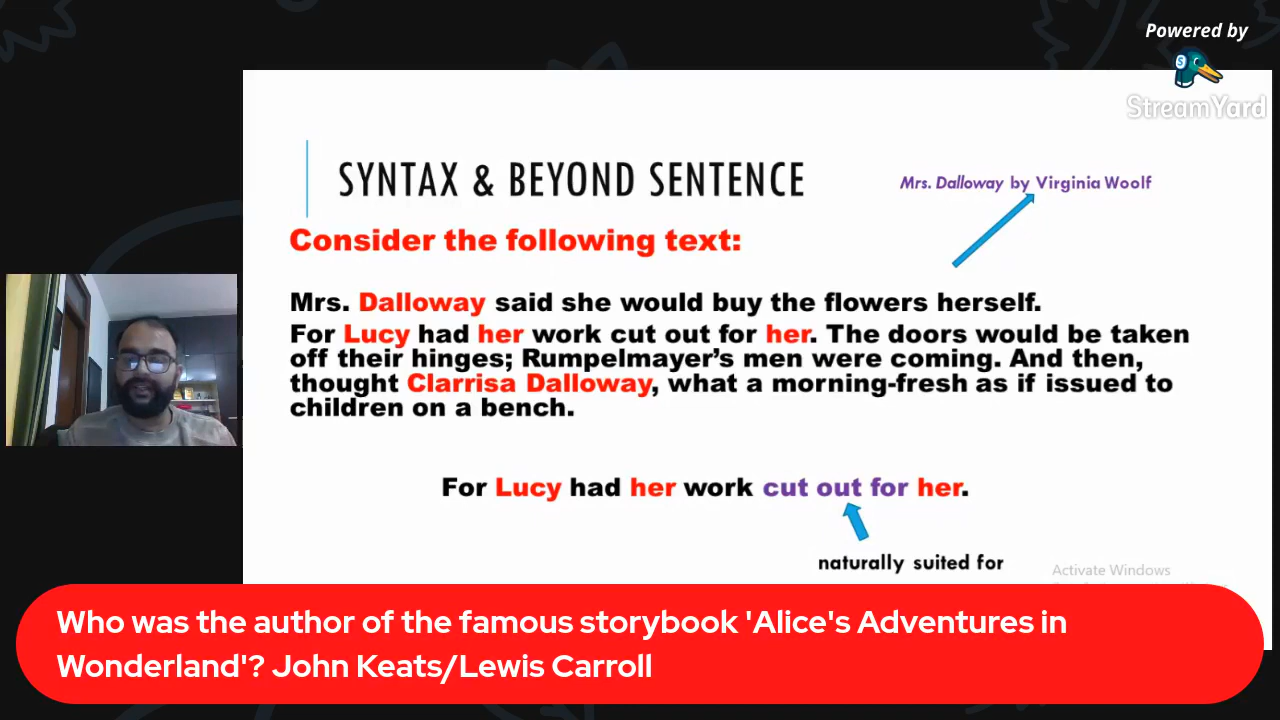 Powered by
StreamYard
SYNTAX & BEYOND SENTENCE
Mrs. Dalloway by Virginia Woolf
Consider the following text:
Mrs. Dalloway said she would buy the flowers herself.
For Lucy had her work cut out for her. The doors would be taken
off their hinges; Rumpelmayer’s men were coming. And then,
thought Clarrisa Dalloway, what a morning-fresh as if issued to
children on a bench.
For Lucy had her work cut out for her.
naturally suited for
Activate Windows
Who was the author of the famous storybook 'Alice's Adventures in
Wonderland'? John Keats/Lewis Carroll